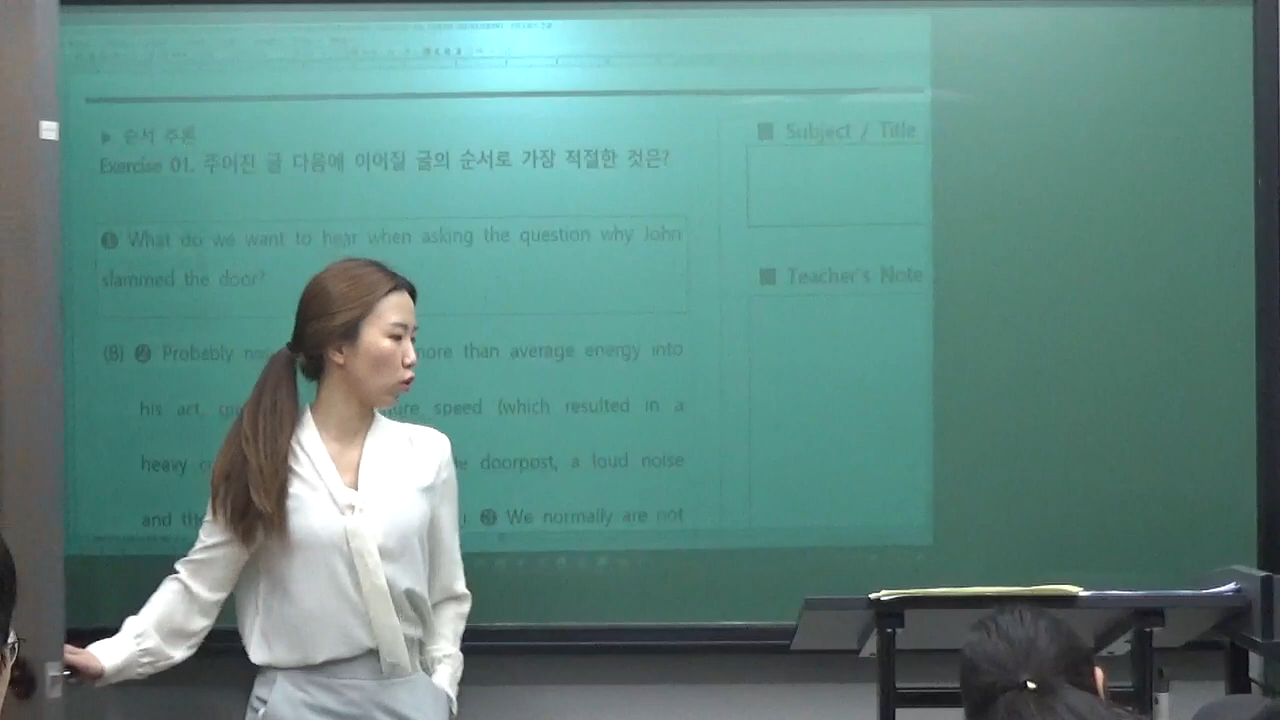 ▶ 순서 추론
Exercise 01. 주어진 글 다음에 이어질 글의 순서로 가장 적절한 것은?
❶ What do we want to hear when asking the question why John
slammed the door?
(B) ❷ Probably more than average energy into
his act, speed (which resulted in a
heavy doorpost, a loud noise
and ❸ We normally are not
■ Subject / Title
■ Teacher's Note